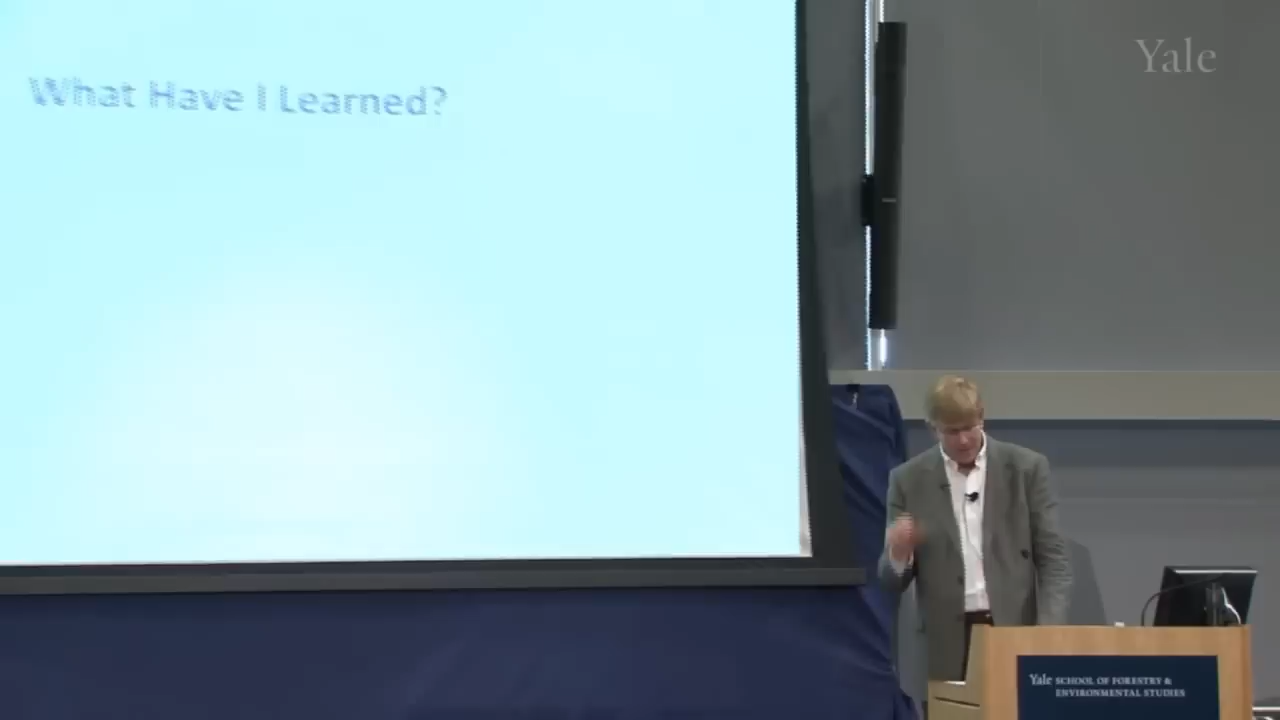 What Have I Learned?
Yale
Yale SCHOOL OF FORESTRY &
ENVIRONMENTAL STUDIES